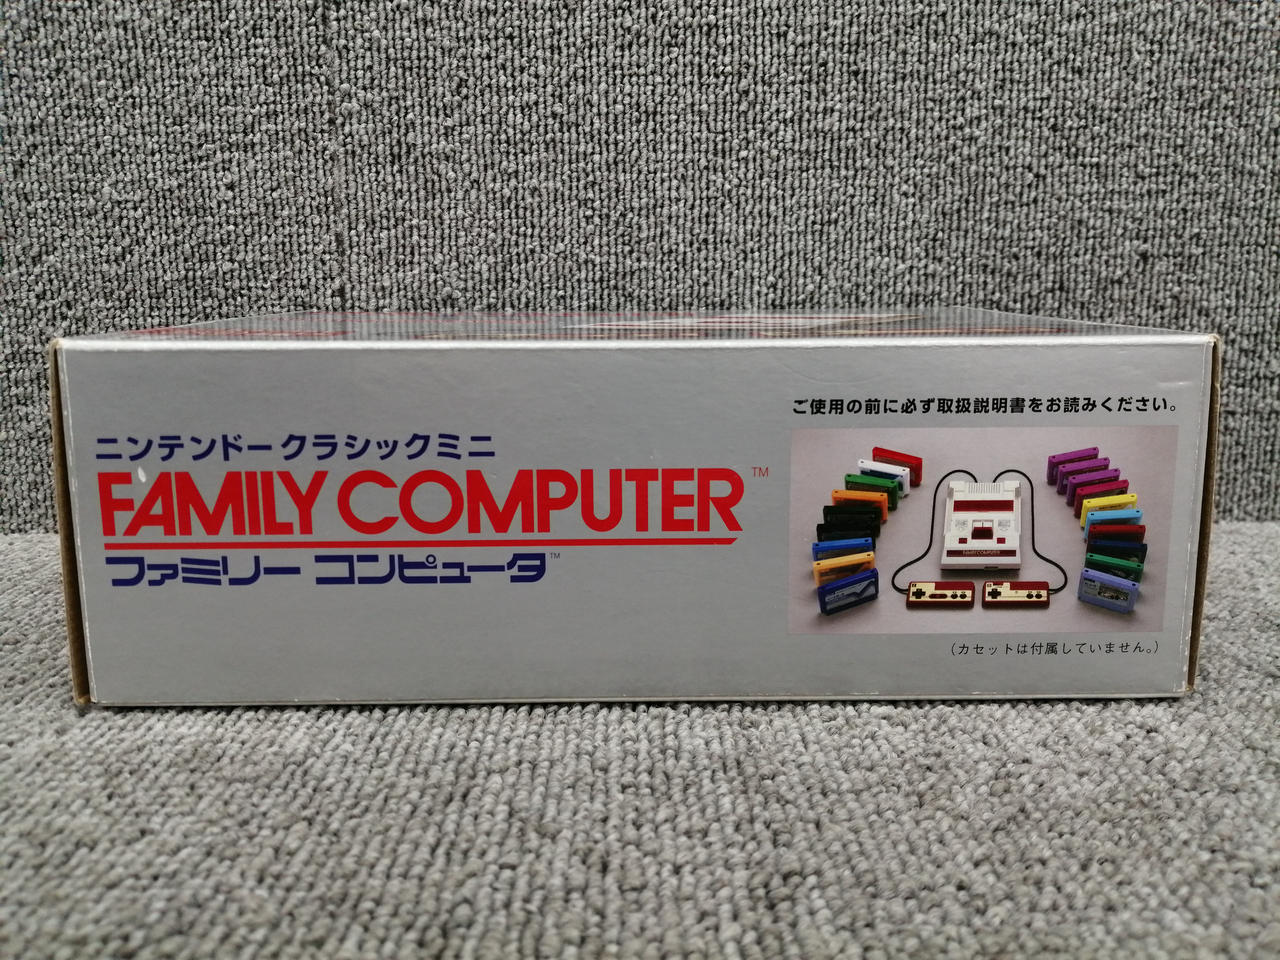 ニンテンドークラシックミニ
FAMILY COMPUTER™
ファミリー コンピュータ™
ご使用の前に必ず取扱説明書をお読みください。
FAMILY COMPUTER
(カセットは付属していません。)